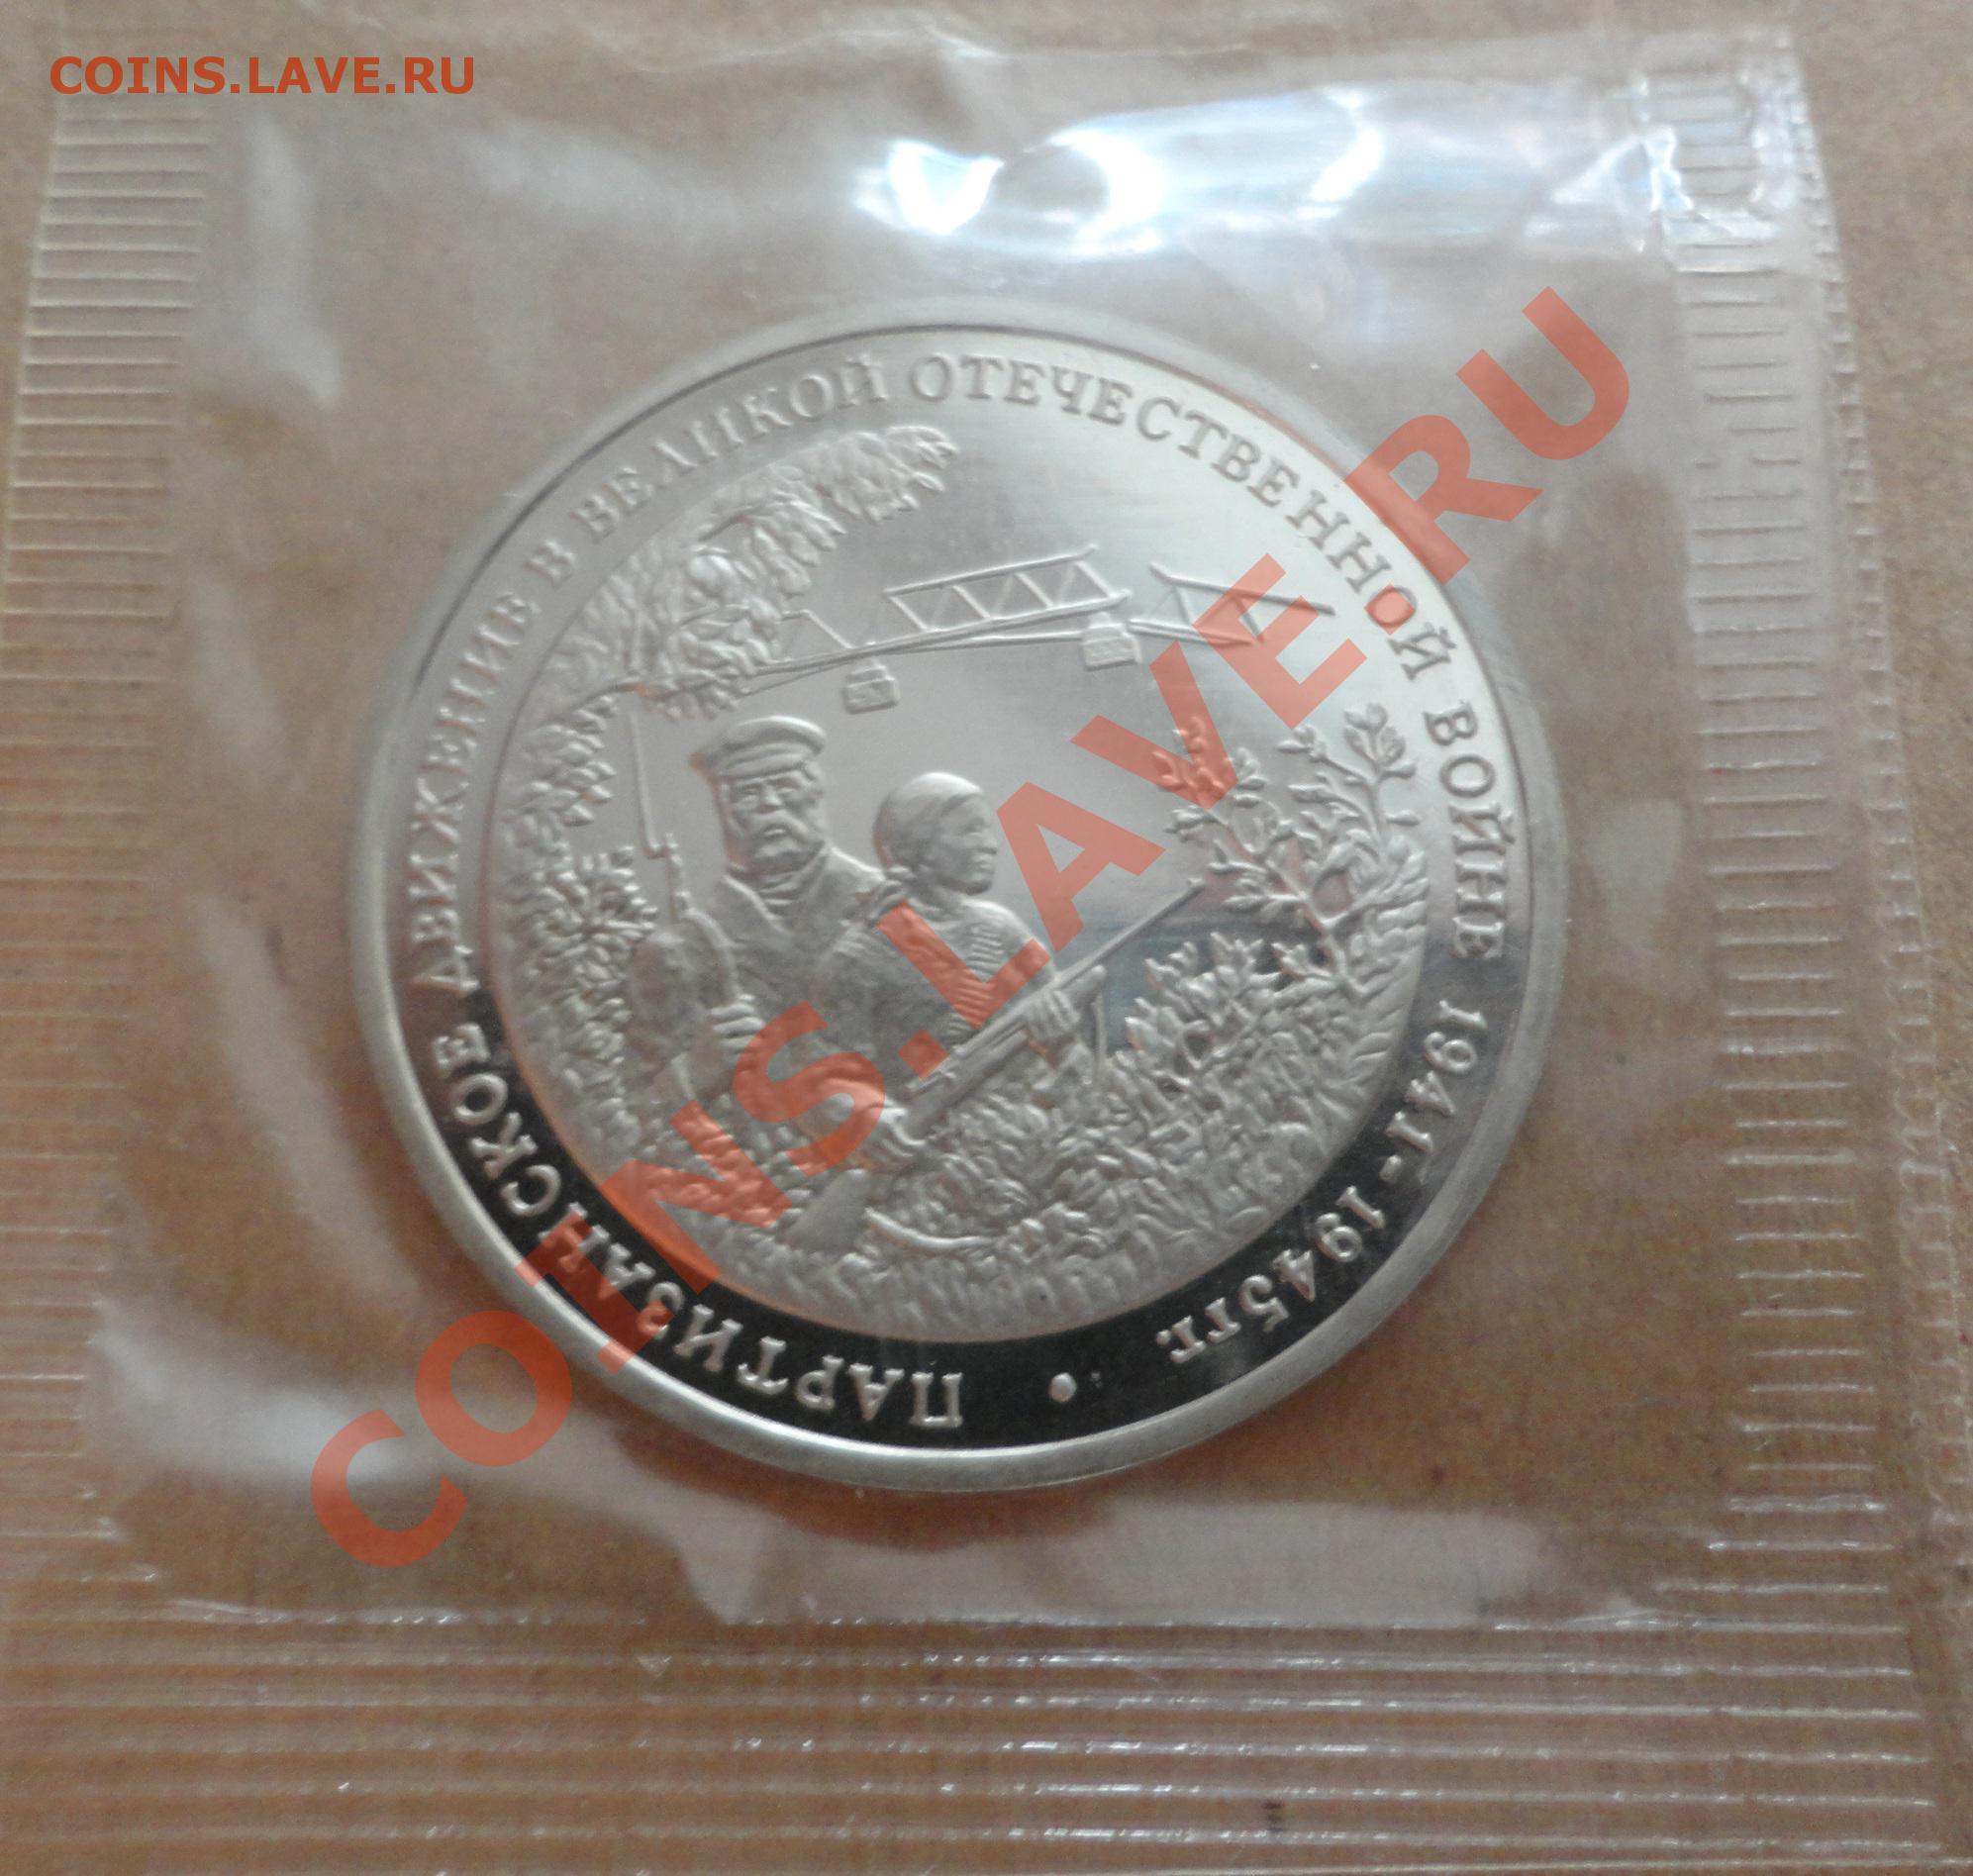 COINS.LAVE.RU
ПАРТИЗАНСКОЕ ДВИЖЕНИЕ В ВЕЛИКОЙ ОТЕЧЕСТВЕННОЙ ВОЙНЕ 1941-1945гг. •
COINS.LAVE.RU